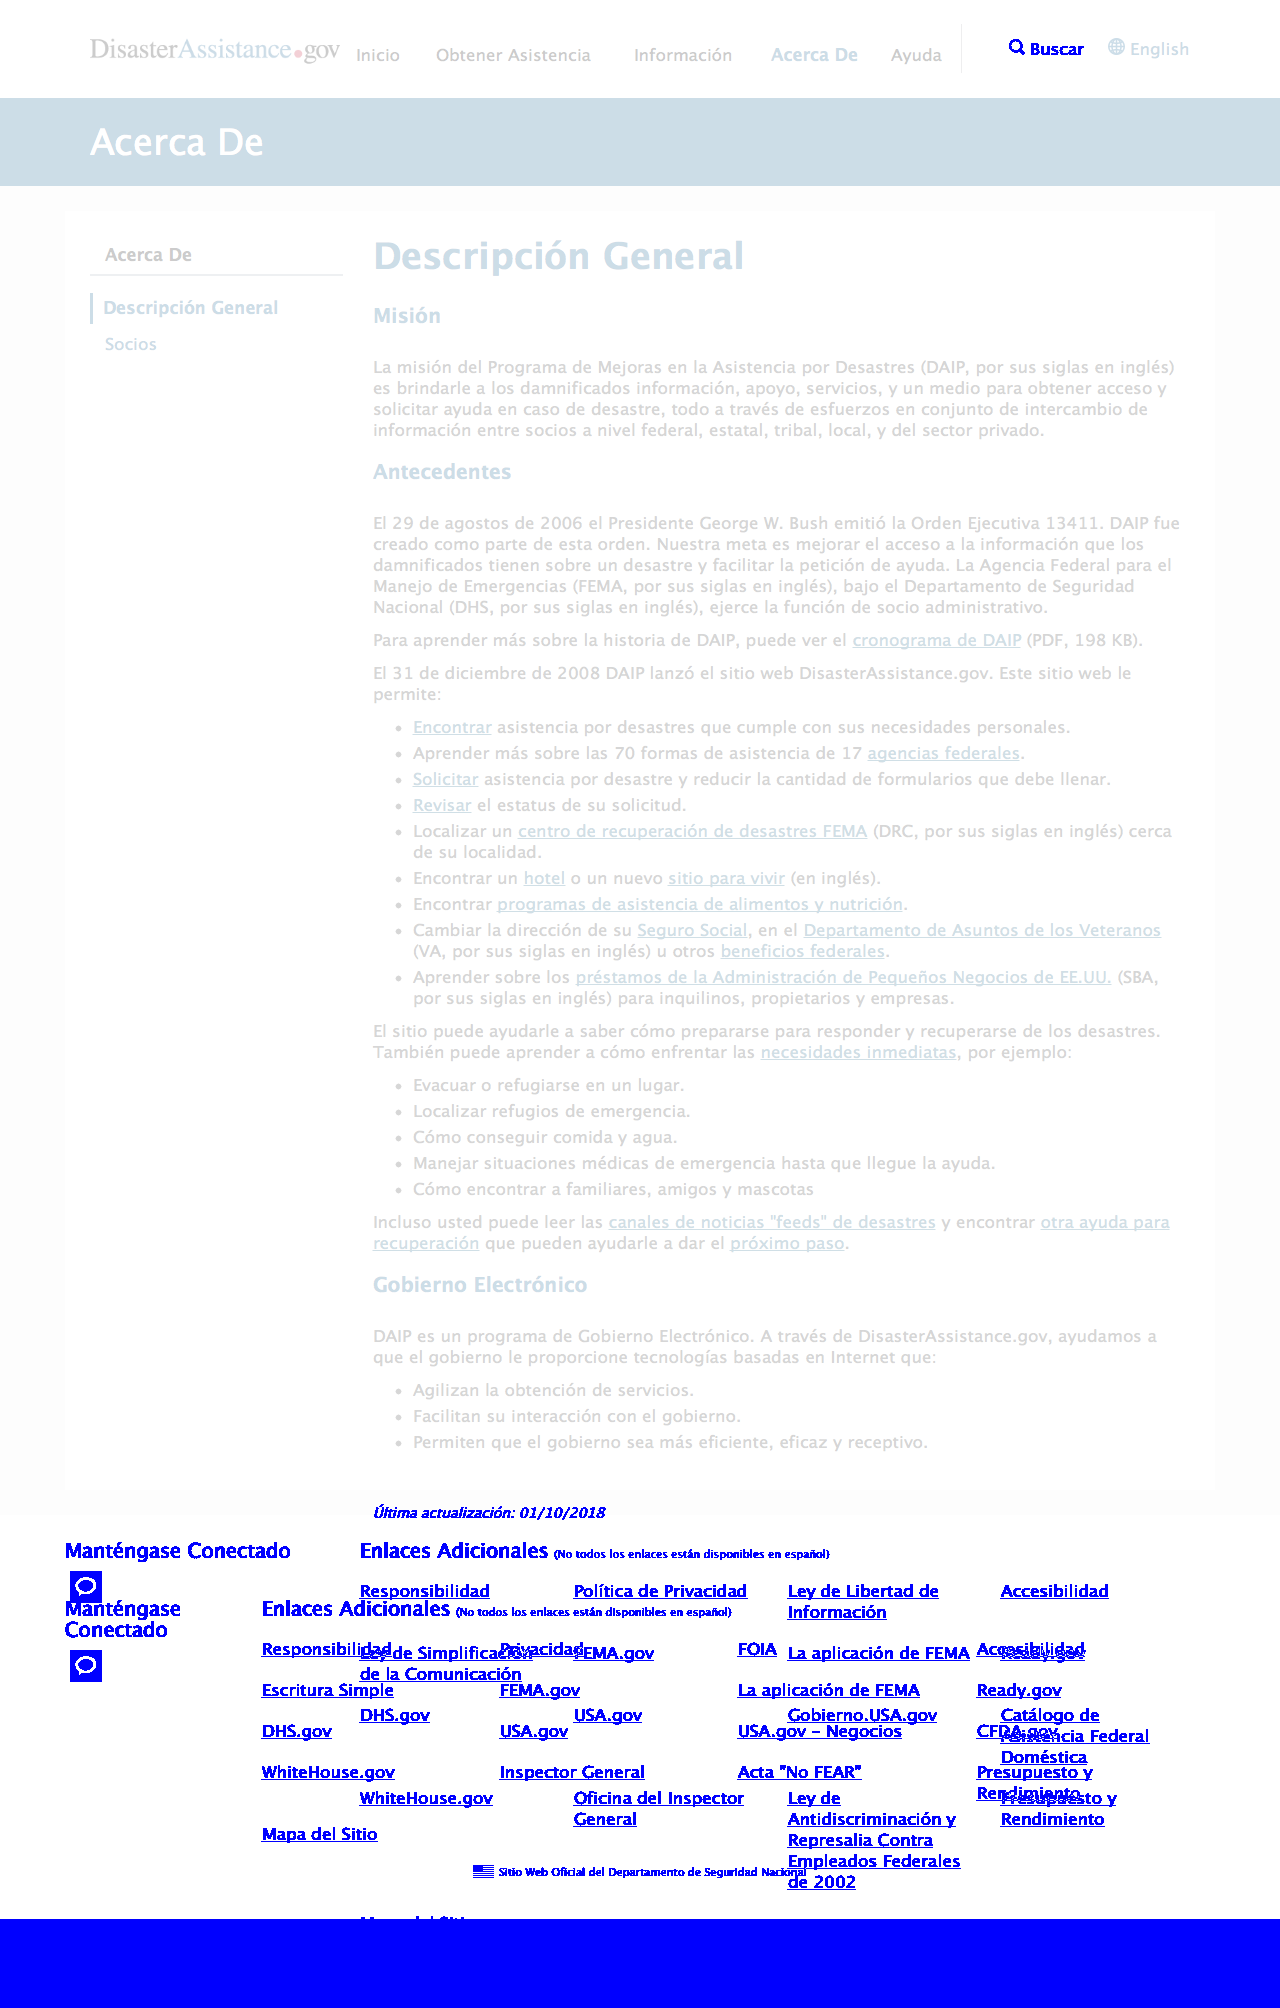 DisasterAssistance.gov Inicio Obtener Asistencia Información Acerca De Ayuda Buscar English
Acerca De
Acerca De
Descripción General
Socios
Descripción General
Misión
La misión del Programa de Mejoras en la Asistencia por Desastres (DAIP, por sus siglas en inglés)
es brindarle a los damnificados información, apoyo, servicios, y un medio para obtener acceso y
solicitar ayuda en caso de desastre, todo a través de esfuerzos en conjunto de intercambio de
información entre socios a nivel federal, estatal, tribal, local, y del sector privado.
Antecedentes
El 29 de agostos de 2006 el Presidente George W. Bush emitió la Orden Ejecutiva 13411. DAIP fue
creado como parte de esta orden. Nuestra meta es mejorar el acceso a la información que los
damnificados tienen sobre un desastre y facilitar la petición de ayuda. La Agencia Federal para el
Manejo de Emergencias (FEMA, por sus siglas en inglés), bajo el Departamento de Seguridad
Nacional (DHS, por sus siglas en inglés), ejerce la función de socio administrativo.
Para aprender más sobre la historia de DAIP, puede ver el cronograma de DAIP (PDF, 198 KB).
El 31 de diciembre de 2008 DAIP lanzó el sitio web DisasterAssistance.gov. Este sitio web le
permite:
• Encontrar asistencia por desastres que cumple con sus necesidades personales.
• Aprender más sobre las 70 formas de asistencia de 17 agencias federales.
• Solicitar asistencia por desastre y reducir la cantidad de formularios que debe llenar.
• Revisar el estatus de su solicitud.
• Localizar un centro de recuperación de desastres FEMA (DRC, por sus siglas en inglés) cerca
de su localidad.
• Encontrar un hotel o un nuevo sitio para vivir (en inglés).
• Encontrar programas de asistencia de alimentos y nutrición.
• Cambiar la dirección de su Seguro Social, en el Departamento de Asuntos de los Veteranos
(VA, por sus siglas en inglés) u otros beneficios federales.
• Aprender sobre los préstamos de la Administración de Pequeños Negocios de EE.UU. (SBA,
por sus siglas en inglés) para inquilinos, propietarios y empresas.
El sitio puede ayudarle a saber cómo prepararse para responder y recuperarse de los desastres.
También puede aprender a cómo enfrentar las necesidades inmediatas, por ejemplo:
• Evacuar o refugiarse en un lugar.
• Localizar refugios de emergencia.
• Cómo conseguir comida y agua.
• Manejar situaciones médicas de emergencia hasta que llegue la ayuda.
• Cómo encontrar a familiares, amigos y mascotas
Incluso usted puede leer las canales de noticias "feeds" de desastres y encontrar otra ayuda para
recuperación que pueden ayudarle a dar el próximo paso.
Gobierno Electrónico
DAIP es un programa de Gobierno Electrónico. A través de DisasterAssistance.gov, ayudamos a
que el gobierno le proporcione tecnologías basadas en Internet que:
• Agilizan la obtención de servicios.
• Facilitan su interacción con el gobierno.
• Permiten que el gobierno sea más eficiente, eficaz y receptivo.
Última actualización: 01/10/2018
Manténgase Conectado Enlaces Adicionales (No todos los enlaces están disponibles en español)
Responsibilidad Política de Privacidad Ley de Libertad de
Información
Accesibilidad
Manténgase
Conectado
Enlaces Adicionales (No todos los enlaces están disponibles en español)
Responsibilidad Privacidad FOIA Accesibilidad
Ley de Simplificación
de la Comunicación
FEMA.gov La aplicación de FEMA Ready.gov
Escritura Simple FEMA.gov La aplicación de FEMA Ready.gov
DHS.gov USA.gov Gobierno.USA.gov Catálogo de
Asistencia Federal
Doméstica
DHS.gov USA.gov USA.gov – Negocios CFDA.gov
WhiteHouse.gov Inspector General Acta "No FEAR" Presupuesto y
Rendimiento
WhiteHouse.gov Oficina del Inspector
General
Ley de
Antidiscriminación y
Represalia Contra
Empleados Federales
de 2002
Presupuesto y
Rendimiento
Mapa del Sitio
Sitio Web Oficial del Departamento de Seguridad Nacional